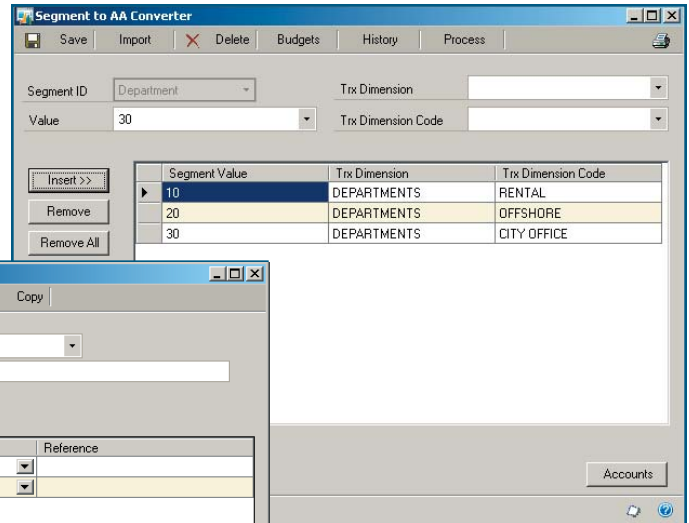 Segment to AA Converter
Save Import Delete Budgets History Process
Segment ID Department Trx Dimension
Value 30 Trx Dimension Code
Insert >>
Remove
Remove All
Segment Value Trx Dimension Trx Dimension Code
10 DEPARTMENTS RENTAL
20 DEPARTMENTS OFFSHORE
30 DEPARTMENTS CITY OFFICE
Copy
Reference
Accounts